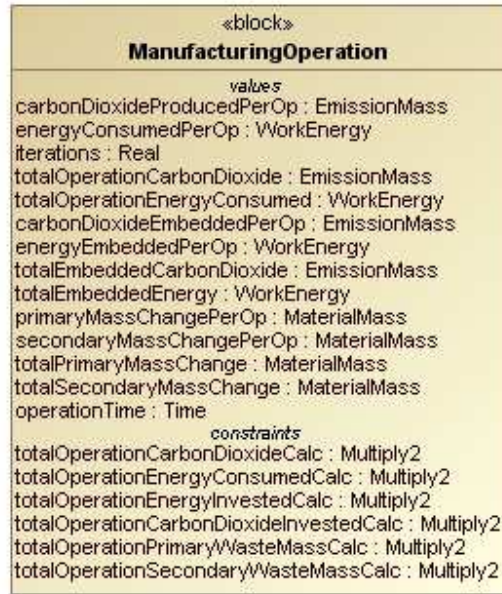 «block»
ManufacturingOperation
values
carbonDioxideProducedPerOp : EmissionMass
energyConsumedPerOp : WorkEnergy
iterations : Real
totalOperationCarbonDioxide : EmissionMass
totalOperationEnergyConsumed : WorkEnergy
carbonDioxideEmbeddedPerOp : EmissionMass
energyEmbeddedPerOp : WorkEnergy
totalEmbeddedCarbonDioxide : EmissionMass
totalEmbeddedEnergy : WorkEnergy
primaryMassChangePerOp : MaterialMass
secondaryMassChangePerOp : MaterialMass
totalPrimaryMassChange : MaterialMass
totalSecondaryMassChange : MaterialMass
operationTime : Time
constraints
totalOperationCarbonDioxideCalc : Multiply2
totalOperationEnergyConsumedCalc : Multiply2
totalOperationEnergyInvestedCalc : Multiply2
totalOperationCarbonDioxideInvestedCalc : Multiply2
totalOperationPrimaryWasteMassCalc : Multiply2
totalOperationSecondaryWasteMassCalc : Multiply2